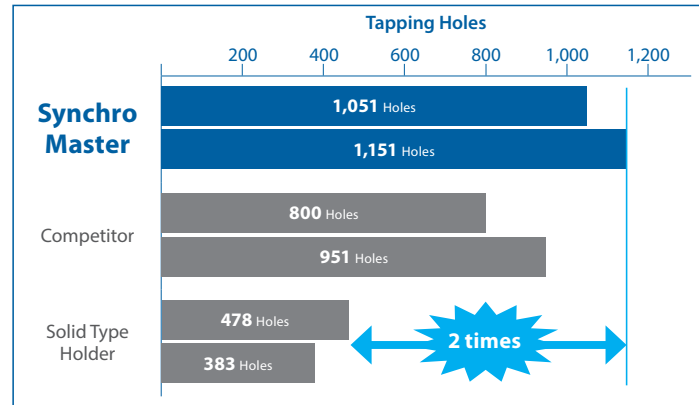 Tapping Holes
200 400 600 800 1,000 1,200
Synchro
Master
1,051 Holes
1,151 Holes
Competitor
800 Holes
951 Holes
Solid Type
Holder
478 Holes
383 Holes
2 times